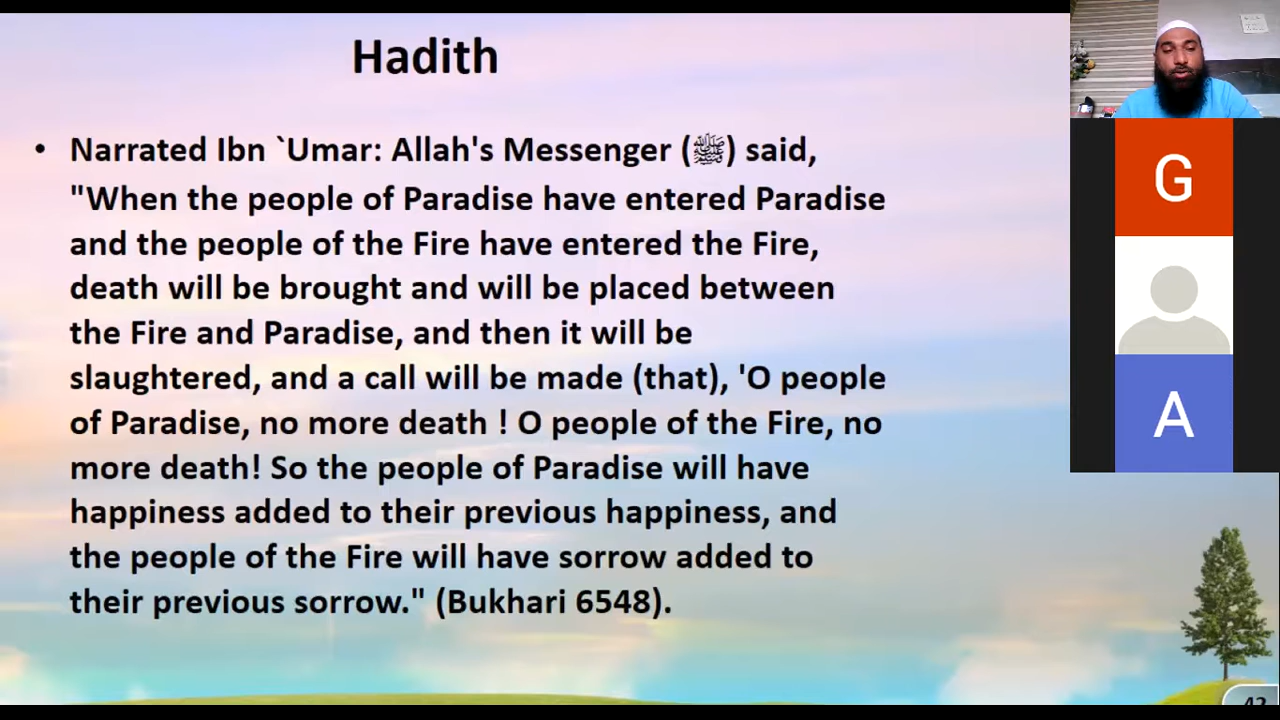 Hadith
• Narrated Ibn `Umar: Allah's Messenger (ﷺ) said,
"When the people of Paradise have entered Paradise
and the people of the Fire have entered the Fire,
death will be brought and will be placed between
the Fire and Paradise, and then it will be
slaughtered, and a call will be made (that), 'O people
of Paradise, no more death ! O people of the Fire, no
more death! So the people of Paradise will have
happiness added to their previous happiness, and
the people of the Fire will have sorrow added to
their previous sorrow." (Bukhari 6548).
G
A